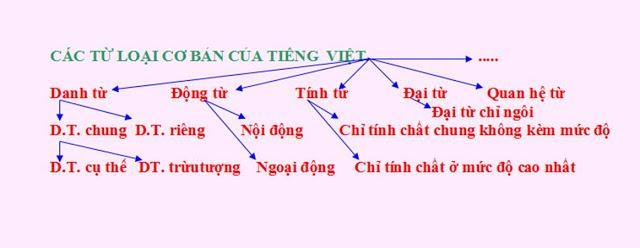 CÁC TỪ LOẠI CƠ BẢN CỦA TIẾNG VIỆT .....
Danh từ Động từ Tính từ Đại từ Quan hệ từ
Đại từ chỉ ngôi
D.T. chung D.T. riêng Nội động Chỉ tính chất chung không kèm mức độ
D.T. cụ thể DT. trừutượng Ngoại động Chỉ tính chất ở mức độ cao nhất